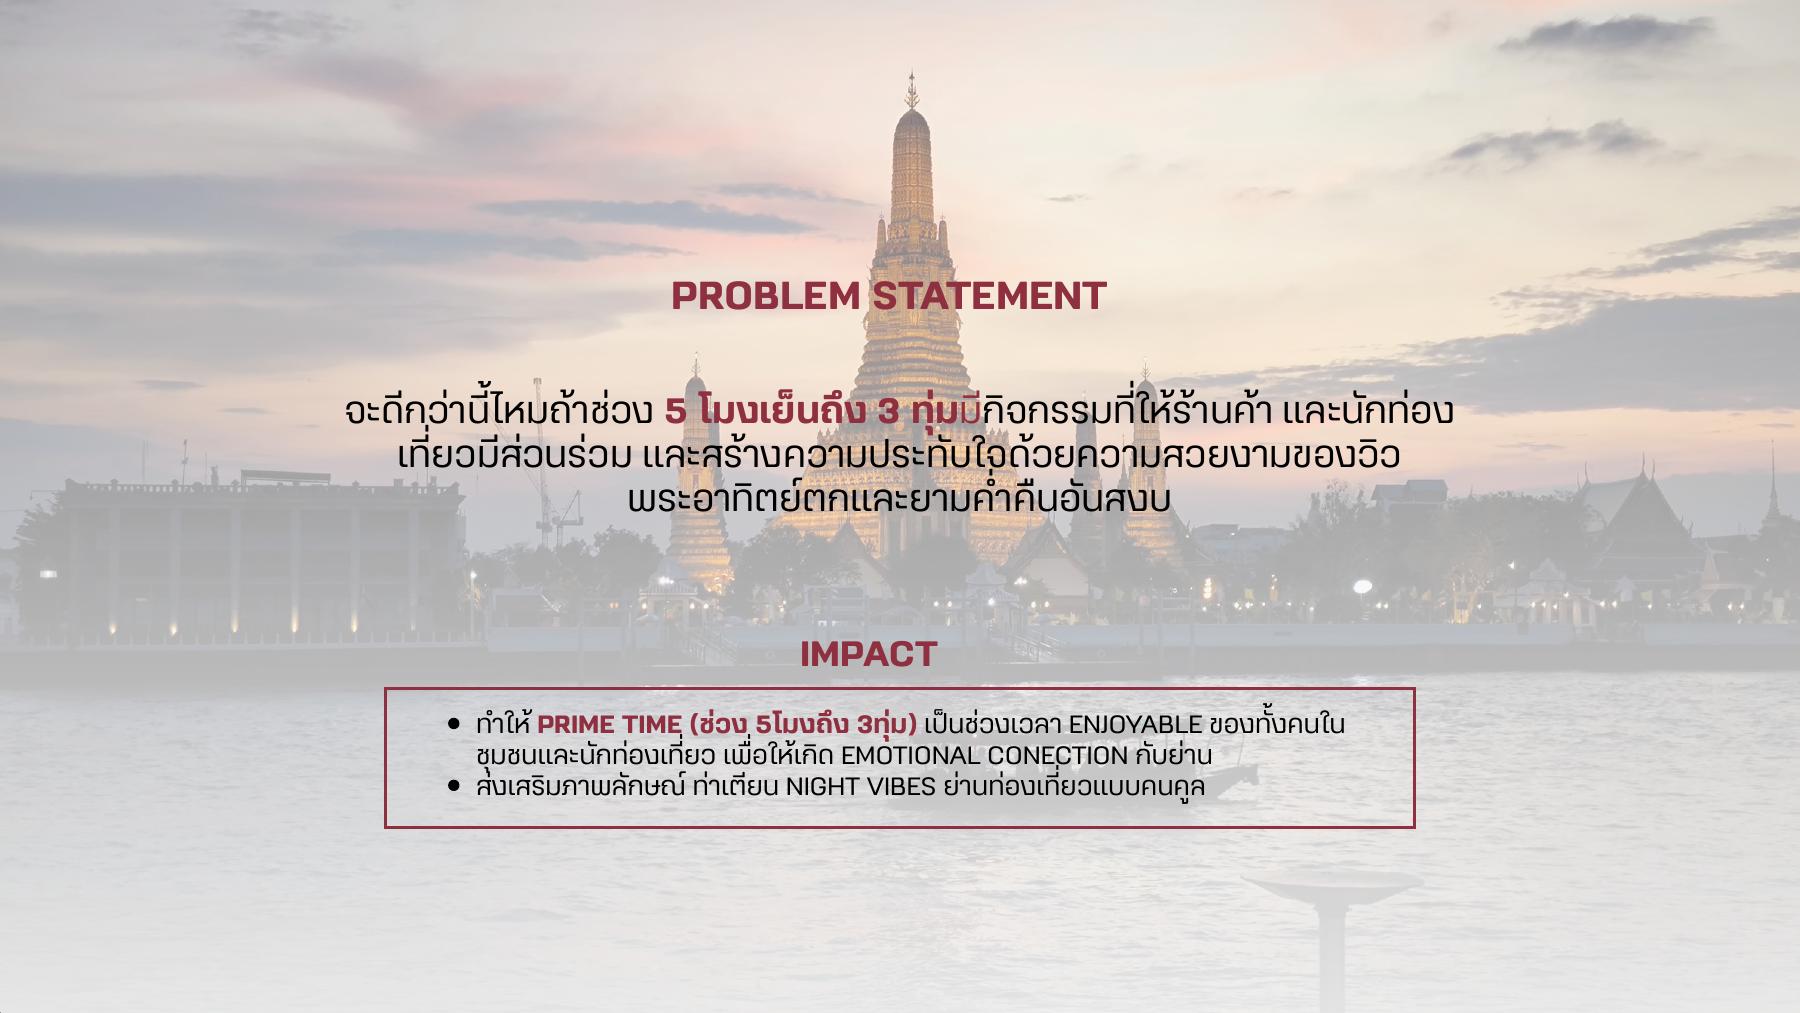 PROBLEM STATEMENT
จะดีกว่านี้ไหมถ้าช่วง 5 โมงเย็นถึง 3 ทุ่มมีกิจกรรมที่ให้ร้านค้า และนักท่อง
เที่ยวมีส่วนร่วม และสร้างความประทับใจด้วยความสวยงามของวิว
พระอาทิตย์ตกและยามค่ำคืนอันสงบ
IMPACT
• ทำให้ PRIME TIME (ช่วง 5โมงถึง 3ทุ่ม) เป็นช่วงเวลา ENJOYABLE ของทั้งคนใน
ชุมชนและนักท่องเที่ยว เพื่อให้เกิด EMOTIONAL CONECTION กับย่าน
• ส่งเสริมภาพลักษณ์ ท่าเตียน NIGHT VIBES ย่านท่องเที่ยวแบบคนคูล